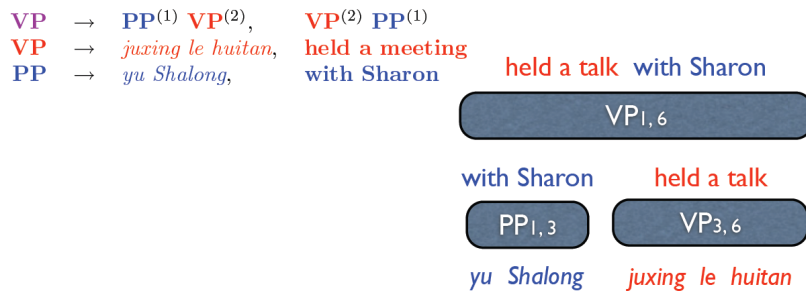 VP → PP(1) VP(2), VP(2) PP(1)
VP → juxing le huitan, held a meeting
PP → yu Shalong, with Sharon
held a talk with Sharon
VP1, 6
with Sharon held a talk
PP1, 3 VP3, 6
yu Shalong juxing le huitan